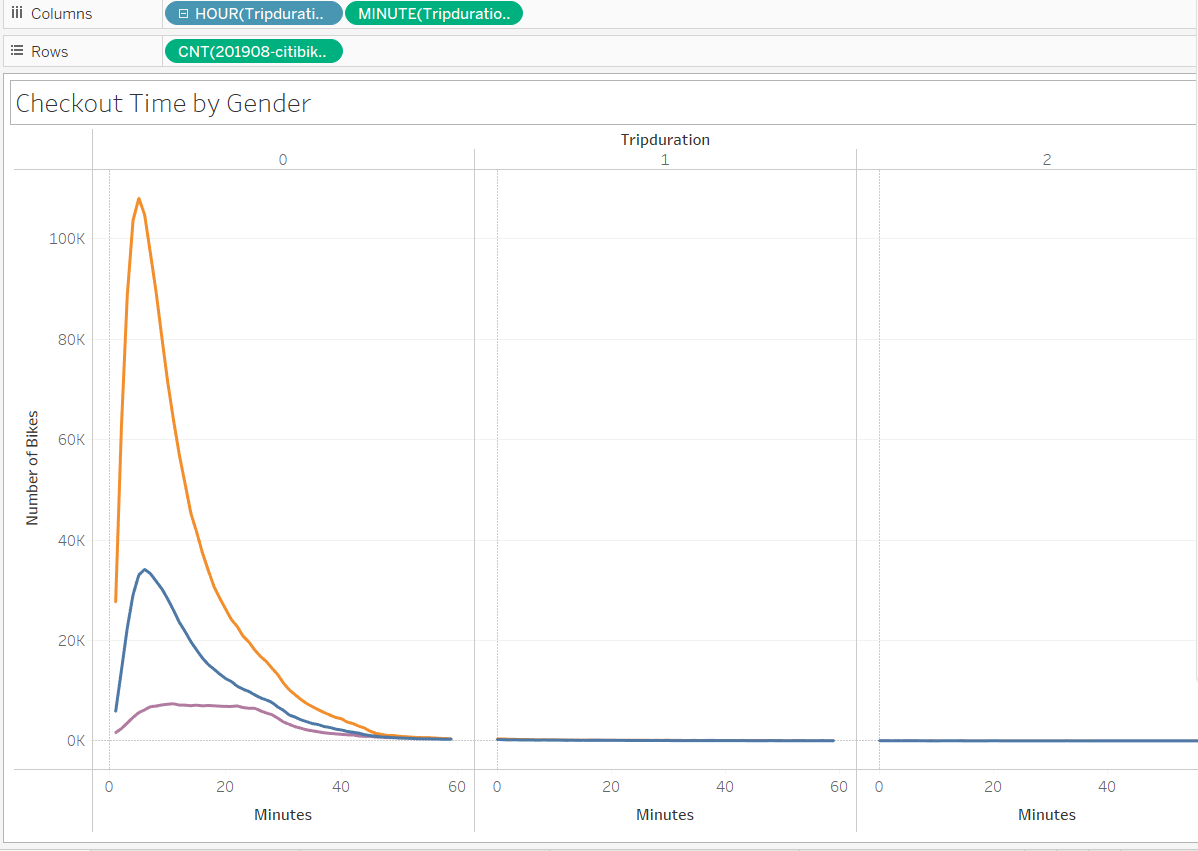 Columns HOUR(Tripdurati.. MINUTE(Tripduratio..
Rows CNT(201908-citibik..
Checkout Time by Gender
Tripduration
0 1 2
100K
80K
60K
40K
20K
0K
Number of Bikes
0 20 40 60 0 20 40 60 0 20 40
Minutes Minutes Minutes